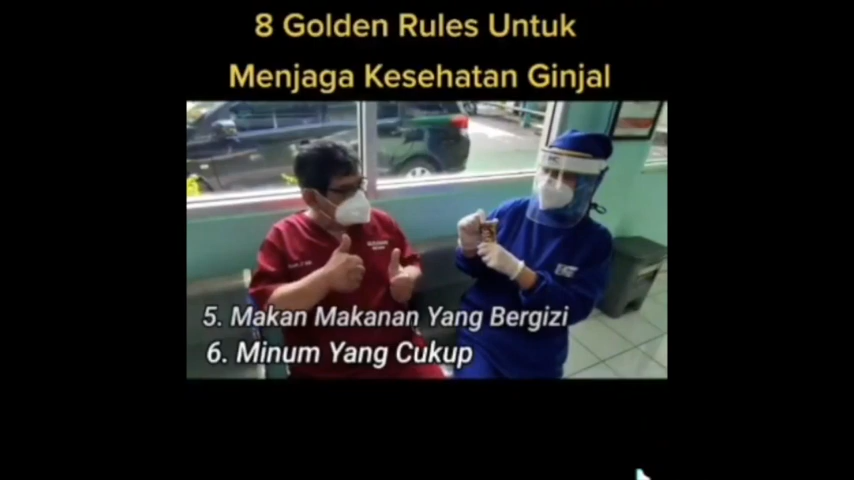 8 Golden Rules Untuk
Menjaga Kesehatan Ginjal
5. Makan Makanan Yang Bergizi
6. Minum Yang Cukup